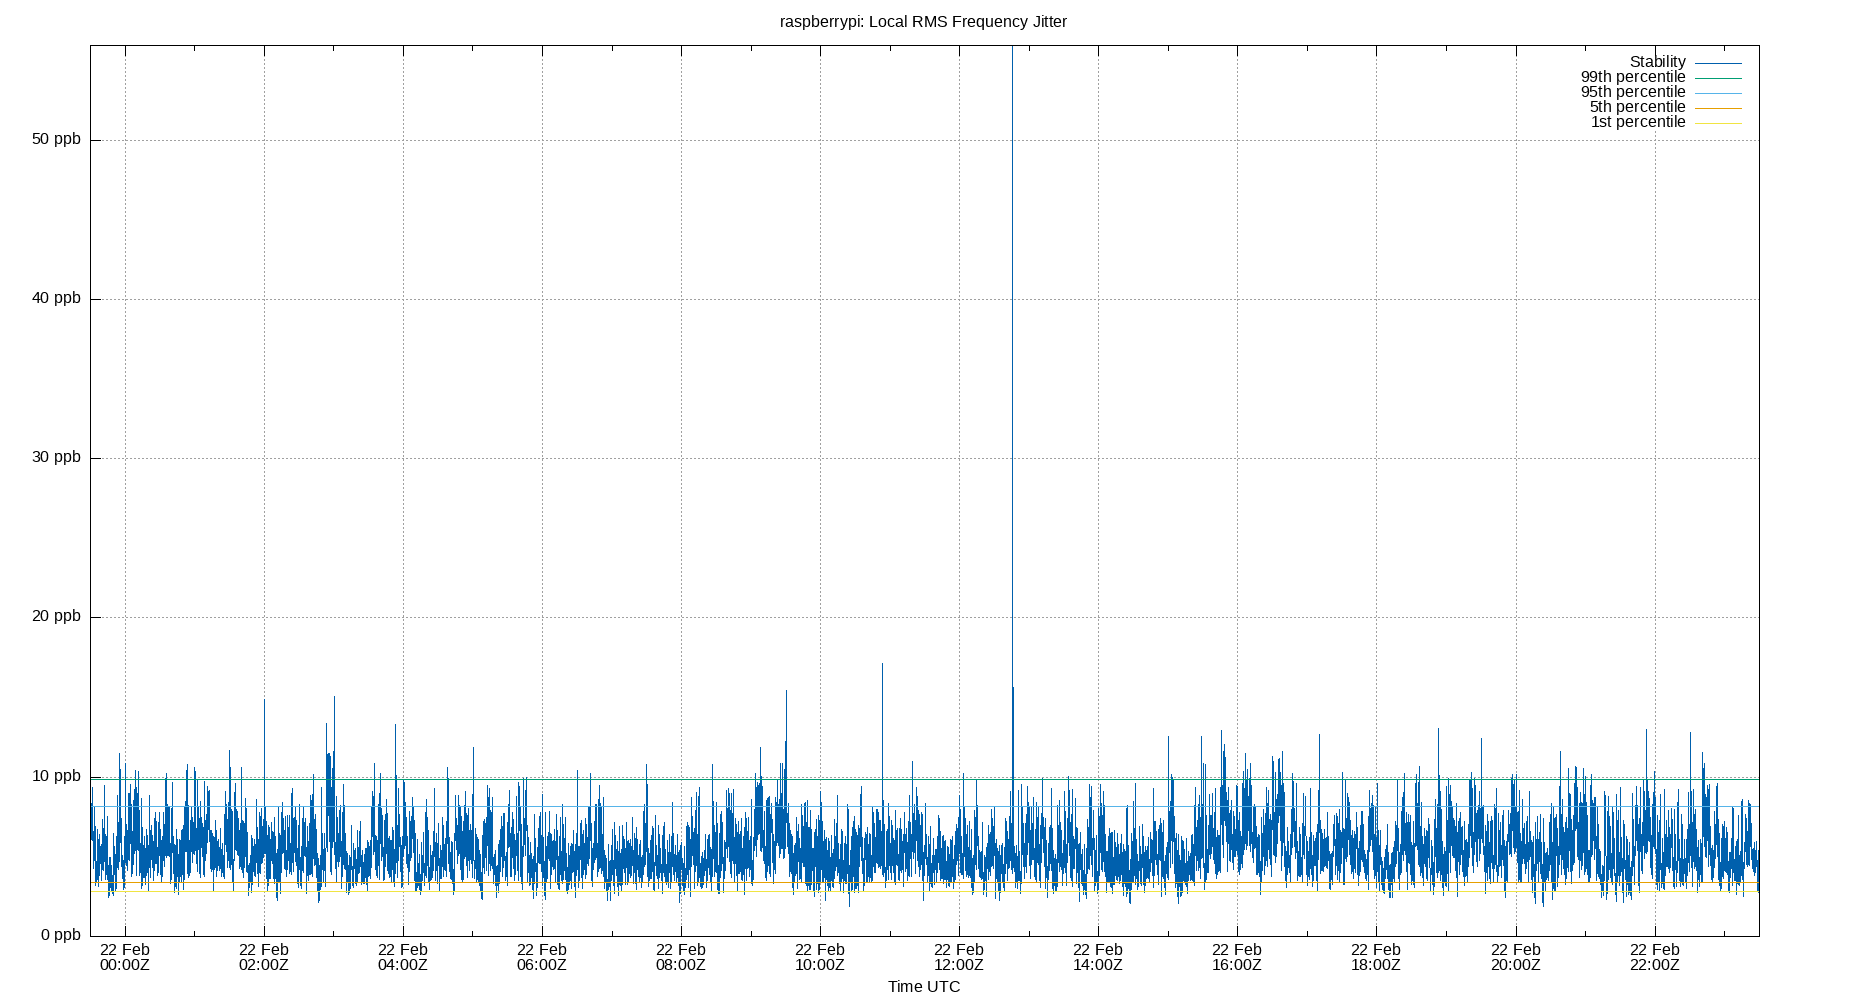 raspberrypi: Local RMS Frequency Jitter
Stability
99th percentile
95th percentile
5th percentile
1st percentile
50 ppb
40 ppb
30 ppb
20 ppb
10 ppb
0 ppb
22 Feb 22 Feb 22 Feb 22 Feb 22 Feb 22 Feb 22 Feb 22 Feb 22 Feb 22 Feb 22 Feb 22 Feb
00:00Z 02:00Z 04:00Z 06:00Z 08:00Z 10:00Z 12:00Z 14:00Z 16:00Z 18:00Z 20:00Z 22:00Z
Time UTC